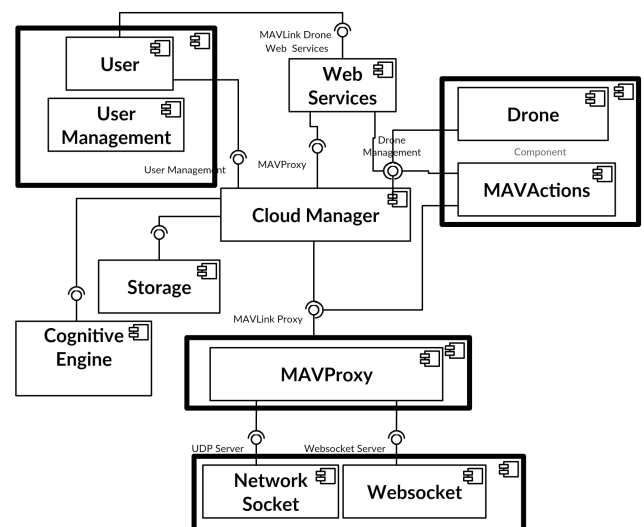 MAVLink Drone
Web Services
User
Web
Services
User
Management
Drone
Drone
Management
Component
MAVProxy
User Management
MAVActions
Cloud Manager
Storage
MAVLink Proxy
Cognitive
Engine
MAVProxy
UDP Server
Websocket Server
Network
Socket
Websocket